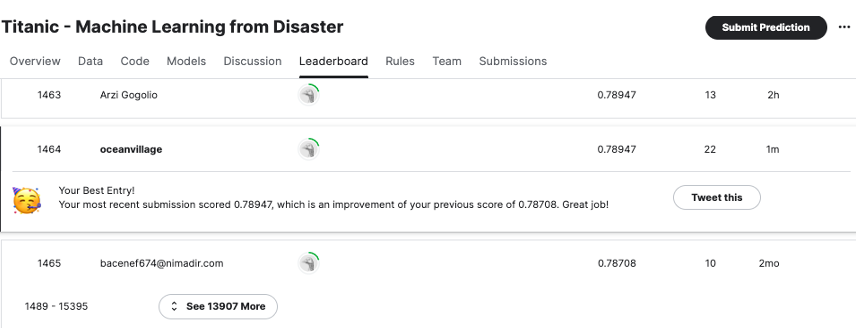 Titanic - Machine Learning from Disaster
Submit Prediction
Overview Data Code Models Discussion Leaderboard Rules Team Submissions
1463 Arzi Gogolio 0.78947 13 2h
1464 oceanvillage 0.78947 22 1m
Your Best Entry!
Your most recent submission scored 0.78947, which is an improvement of your previous score of 0.78708. Great job!
Tweet this
1465 bacenef674@nimadir.com 0.78708 10 2mo
1489 - 15395 See 13907 More